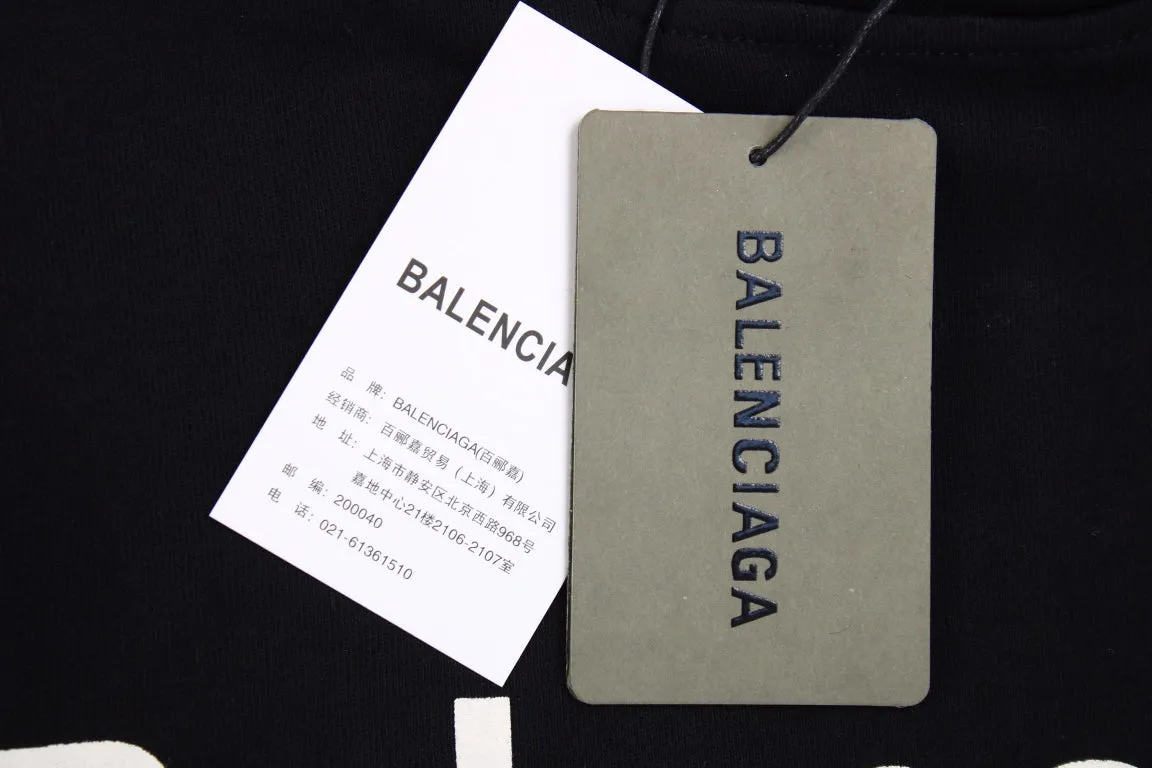 BALENCIA
品 牌: BALENCIAGA(百郦嘉)
经销商: 百郦嘉贸易(上海)有限公司
地 址: 上海市静安区北京西路968号
嘉地中心21楼2106-2107室
邮 编: 200040
电 话: 021-61361510
BALENCIAGA